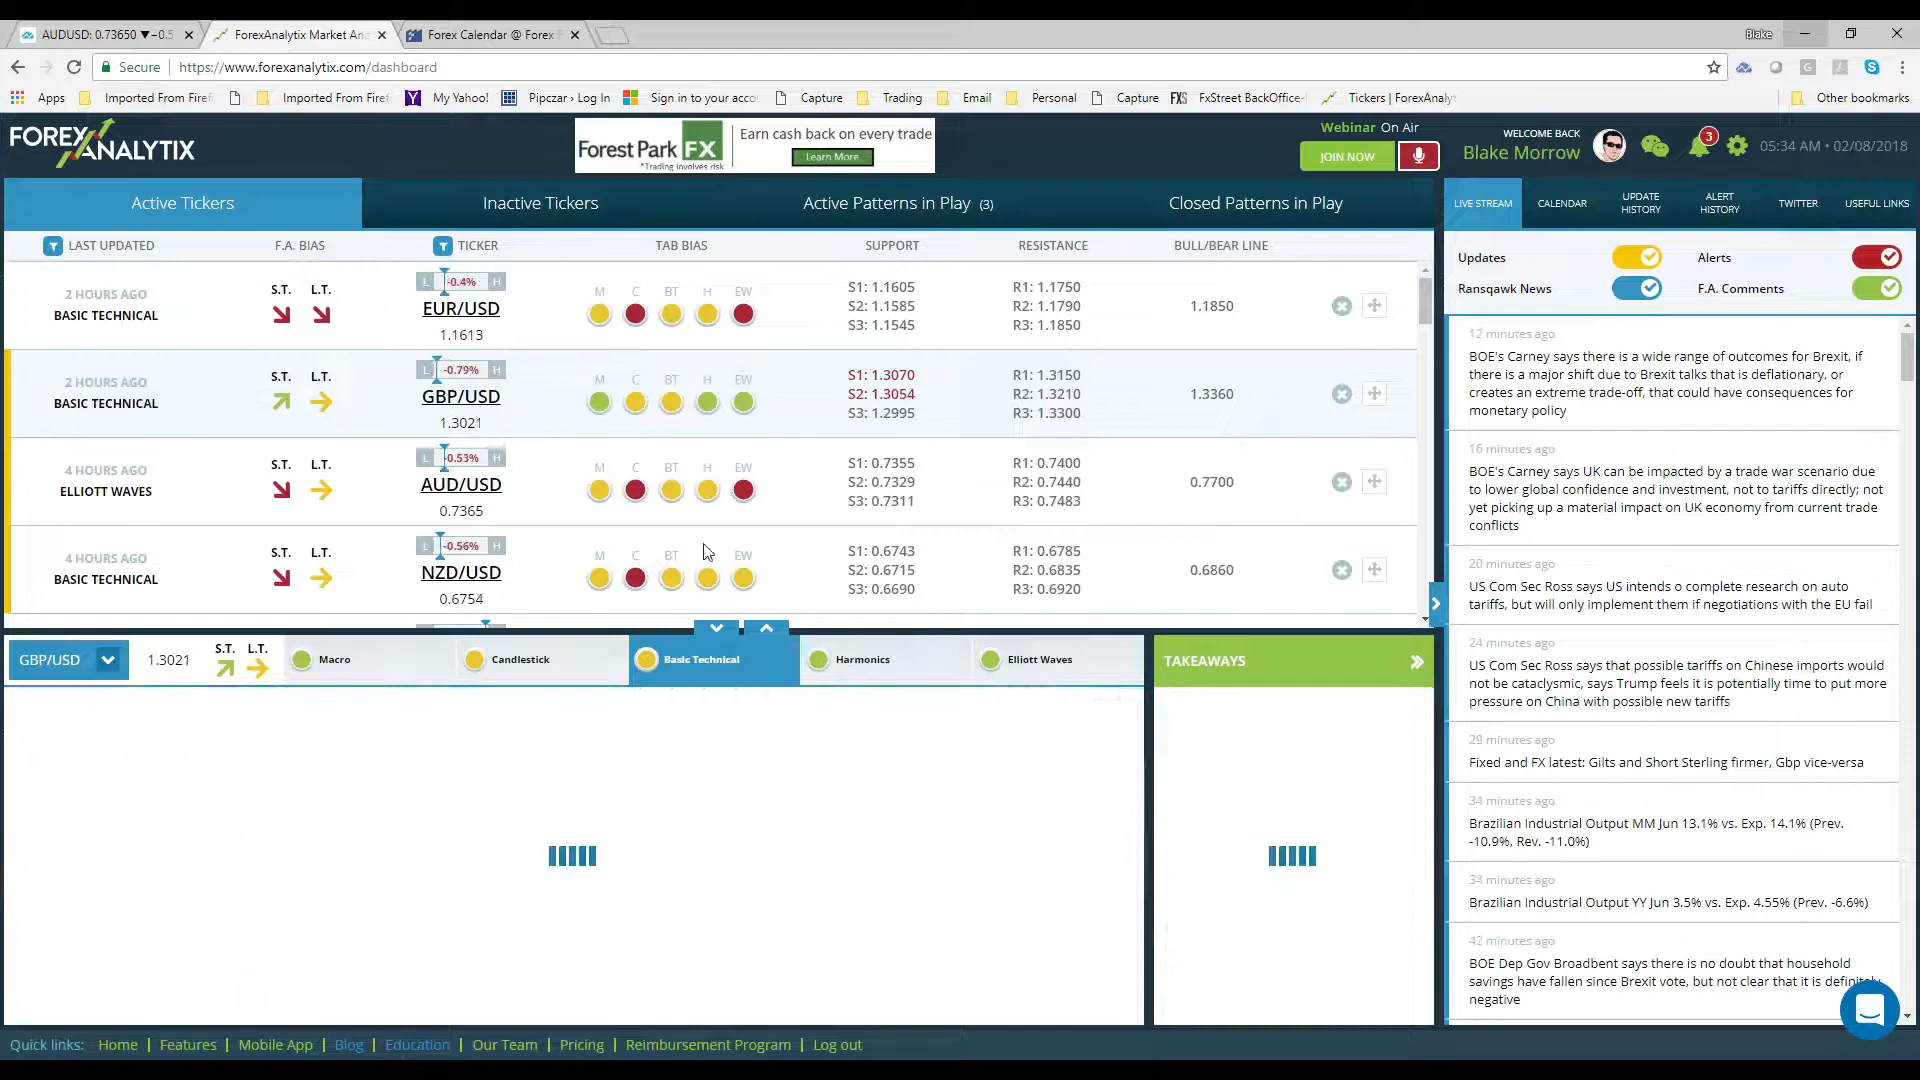 AUDUSD: 0.73650 ▼−0.5
ForexAnalytix Market Ana
Forex Calendar @ Forex
Blake
Secure
https://www.forexanalytix.com/dashboard
Apps
Imported From Firef
Imported From Firef
My Yahoo!
Pipczar › Log In
Sign in to your acco
Capture
Trading
Email
Personal
Capture
FXS FxStreet BackOffice-
Tickers | ForexAnalyt
Other bookmarks
FOREX ANALYTIX
Forest Park FX
*Trading involves risk
Earn cash back on every trade
Learn More
Webinar On Air
JOIN NOW
WELCOME BACK
Blake Morrow
3
05:34 AM • 02/08/2018
Active Tickers
Inactive Tickers
Active Patterns in Play (3)
Closed Patterns in Play
LAST UPDATED
F.A. BIAS
TICKER
TAB BIAS
SUPPORT
RESISTANCE
BULL/BEAR LINE
2 HOURS AGO
BASIC TECHNICAL
S.T. L.T.
L -0.4% H
EUR/USD
1.1613
M C BT H EW
S1: 1.1605
S2: 1.1585
S3: 1.1545
R1: 1.1750
R2: 1.1790
R3: 1.1850
1.1850
2 HOURS AGO
BASIC TECHNICAL
S.T. L.T.
L -0.79% H
GBP/USD
1.3021
M C BT H EW
S1: 1.3070
S2: 1.3054
S3: 1.2995
R1: 1.3150
R2: 1.3210
R3: 1.3300
1.3360
4 HOURS AGO
ELLIOTT WAVES
S.T. L.T.
L -0.53% H
AUD/USD
0.7365
M C BT H EW
S1: 0.7355
S2: 0.7329
S3: 0.7311
R1: 0.7400
R2: 0.7440
R3: 0.7483
0.7700
4 HOURS AGO
BASIC TECHNICAL
S.T. L.T.
L -0.56% H
NZD/USD
0.6754
M C BT H EW
S1: 0.6743
S2: 0.6715
S3: 0.6690
R1: 0.6785
R2: 0.6835
R3: 0.6920
0.6860
GBP/USD
1.3021
S.T. L.T.
Macro
Candlestick
Basic Technical
Harmonics
Elliott Waves
TAKEAWAYS
LIVE STREAM
CALENDAR
UPDATE
HISTORY
ALERT
HISTORY
TWITTER
USEFUL LINKS
Updates
Alerts
Ransqawk News
F.A. Comments
12 minutes ago
BOE's Carney says there is a wide range of outcomes for Brexit, if
there is a major shift due to Brexit talks that is deflationary, or
creates an extreme trade-off, that could have consequences for
monetary policy
16 minutes ago
BOE's Carney says UK can be impacted by a trade war scenario due
to lower global confidence and investment, not to tariffs directly; not
yet picking up a material impact on UK economy from current trade
conflicts
20 minutes ago
US Com Sec Ross says US intends o complete research on auto
tariffs, but will only implement them if negotiations with the EU fail
24 minutes ago
US Com Sec Ross says that possible tariffs on Chinese imports would
not be cataclysmic, says Trump feels it is potentially time to put more
pressure on China with possible new tariffs
29 minutes ago
Fixed and FX latest: Gilts and Short Sterling firmer, Gbp vice-versa
34 minutes ago
Brazilian Industrial Output MM Jun 13.1% vs. Exp. 14.1% (Prev.
-10.9%, Rev. -11.0%)
33 minutes ago
Brazilian Industrial Output YY Jun 3.5% vs. Exp. 4.55% (Prev. -6.6%)
42 minutes ago
BOE Dep Gov Broadbent says there is no doubt that household
savings have fallen since Brexit vote, but not clear that it is definitely
negative
Quick links: Home | Features | Mobile App | Blog | Education | Our Team | Pricing | Reimbursement Program | Log out